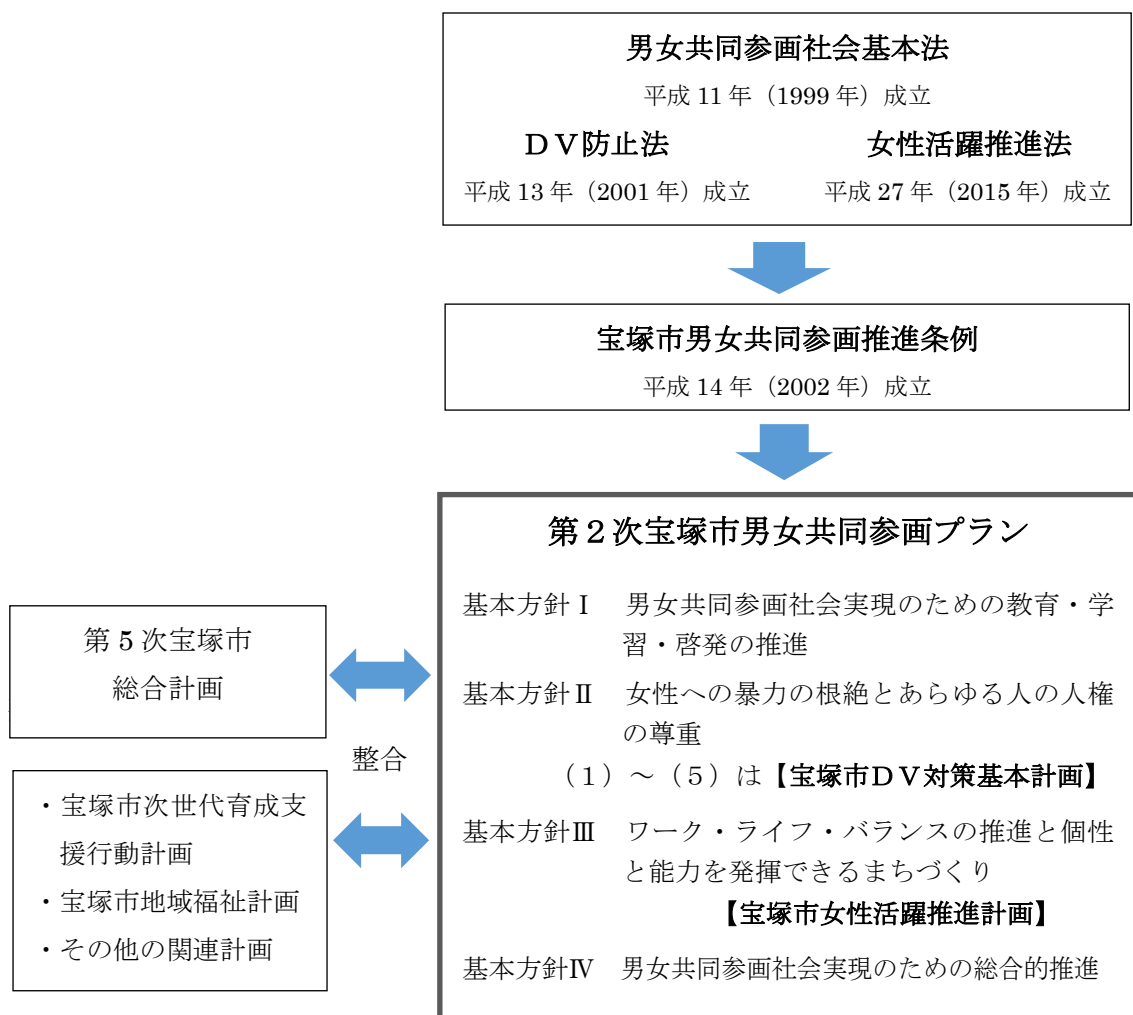 男女共同参画社会基本法
平成 11 年（1999 年）成立
ＤＶ防止法　女性活躍推進法
平成 13 年（2001 年）成立　平成 27 年（2015 年）成立
宝塚市男女共同参画推進条例
平成 14 年（2002 年）成立
第２次宝塚市男女共同参画プラン
基本方針Ⅰ　男女共同参画社会実現のための教育・学
習・啓発の推進
基本方針Ⅱ　女性への暴力の根絶とあらゆる人の人権
の尊重
（１）～（５）は【宝塚市ＤＶ対策基本計画】
基本方針Ⅲ　ワーク・ライフ・バランスの推進と個性
と能力を発揮できるまちづくり
【宝塚市女性活躍推進計画】
基本方針Ⅳ　男女共同参画社会実現のための総合的推進
第 5 次宝塚市
総合計画
整合
・宝塚市次世代育成支
援行動計画
・宝塚市地域福祉計画
・その他の関連計画